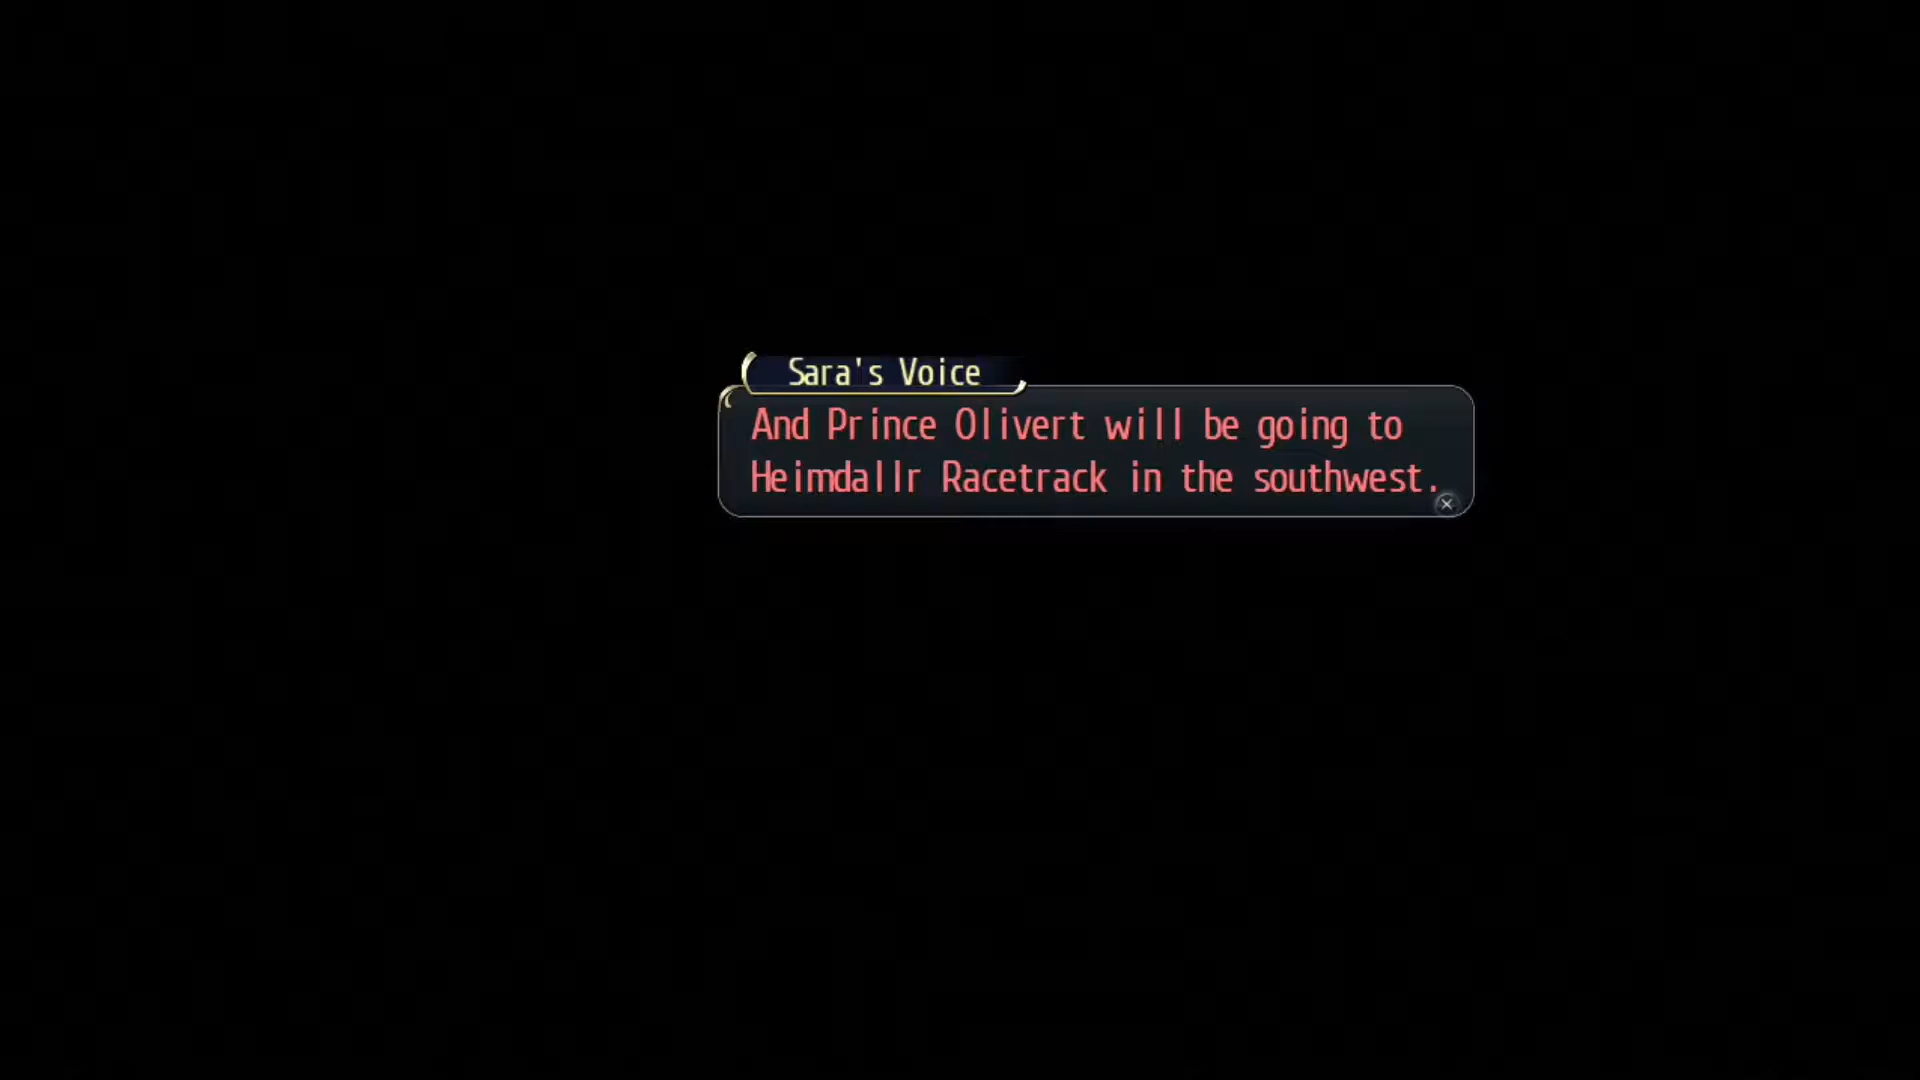 Sara's Voice
And Prince Olivert will be going to
Heimdallr Racetrack in the southwest.